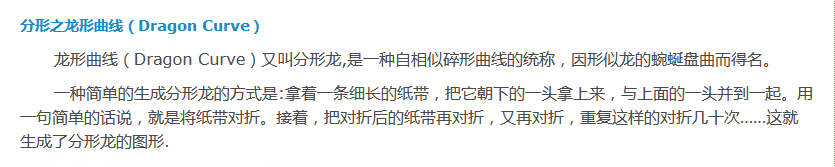 分形之龙形曲线（Dragon Curve）
龙形曲线（Dragon Curve）又叫分形龙,是一种自相似碎形曲线的统称，因形似龙的蜿蜒盘曲而得名。
一种简单的生成分形龙的方式是:拿着一条细长的纸带，把它朝下的一头拿上来，与上面的一头并到一起。用
一句简单的话说，就是将纸带对折。接着，把对折后的纸带再对折，又再对折，重复这样的对折几十次......这就
生成了分形龙的图形.